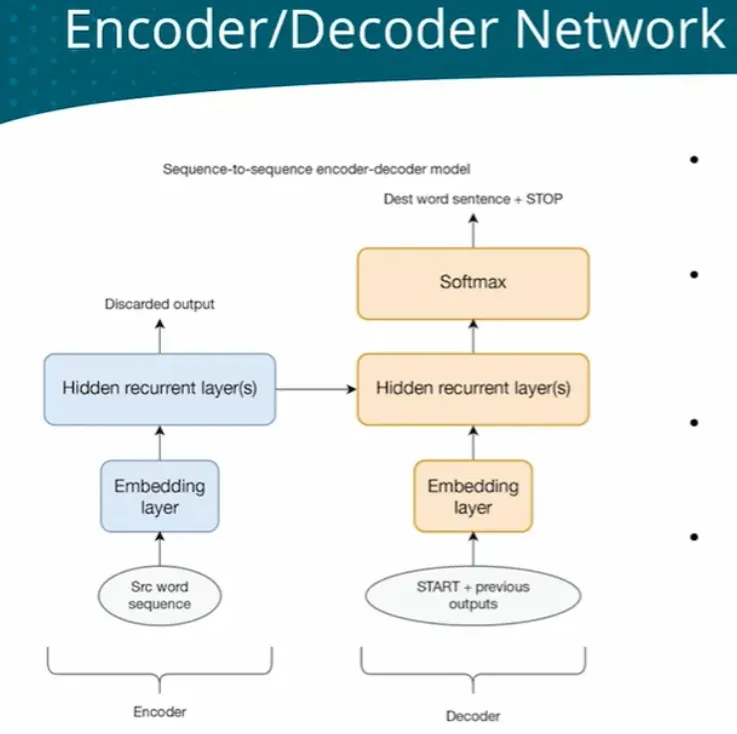 Encoder/Decoder Network
Sequence-to-sequence encoder-decoder model
Dest word sentence + STOP
Softmax
Discarded output
Hidden recurrent layer(s)
Hidden recurrent layer(s)
Embedding
layer
Embedding
layer
Src word
sequence
START + previous
outputs
Encoder
Decoder